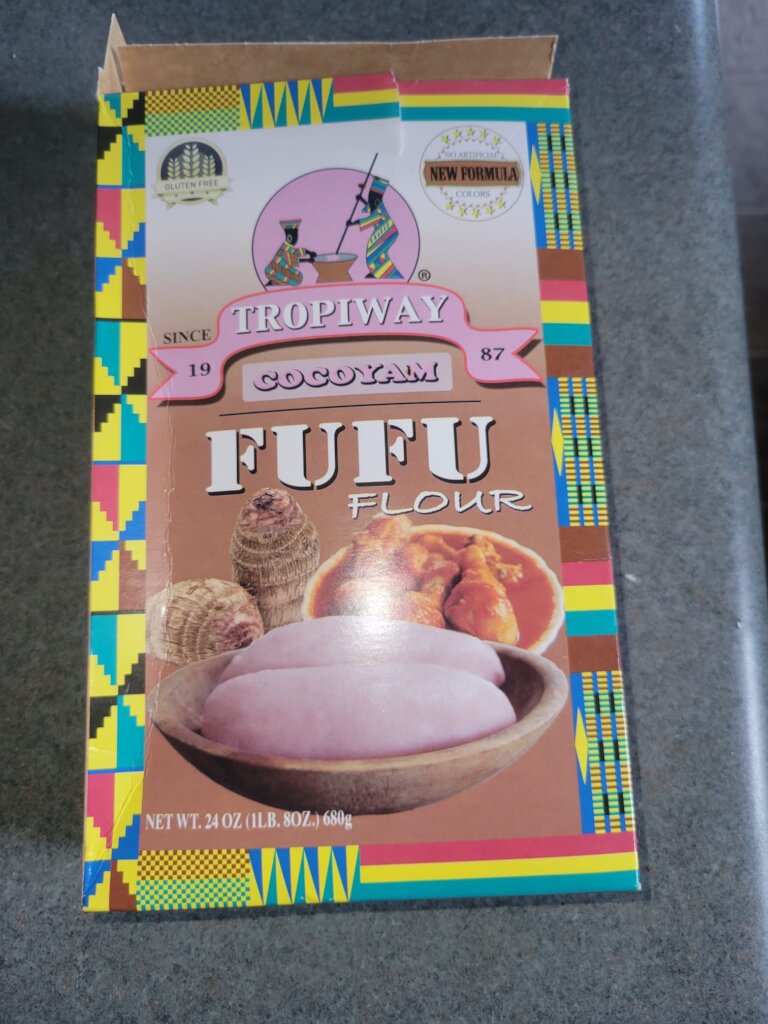 GLUTEN FREE
NO ARTIFICIAL
NEW FORMULA
COLORS
®
TROPIWAY
SINCE
19
87
COCOYAM
FUFU
FLOUR
NET WT. 24 OZ (1LB. 8OZ.) 680g